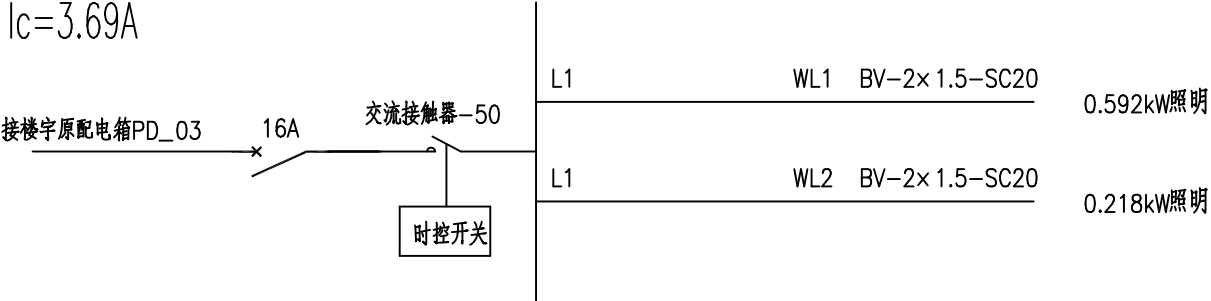 Ic=3.69A
L1 WL1 BV-2×1.5-SC20
0.592kW照明
接楼宇原配电箱PD_03
16A
交流接触器-50
L1 WL2 BV-2×1.5-SC20
0.218kW照明
时控开关